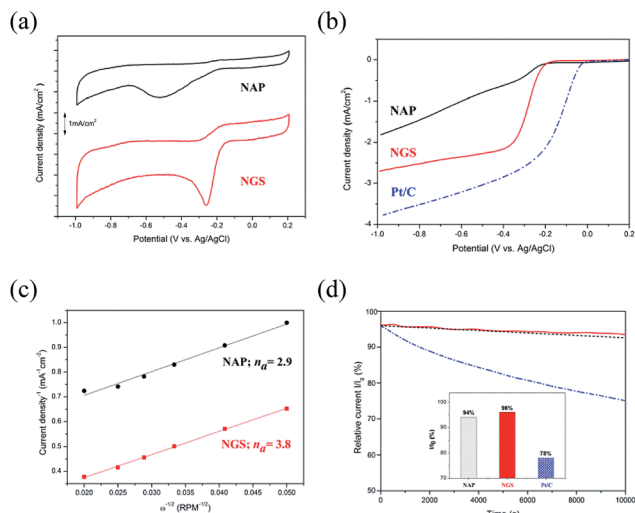 (a)
Current density (mA/cm²)
NAP
1mA/cm²
NGS
-1.0 -0.8 -0.6 -0.4 -0.2 0.0 0.2
Potential (V vs. Ag/AgCl)
(b)
Current density (mA/cm²)
0
-1
-2
-3
-4
NAP
NGS
Pt/C
-1.0 -0.8 -0.6 -0.4 -0.2 0.0 0.2
Potential (V vs. Ag/AgCl)
(c)
Current density⁻¹ (mA⁻¹cm⁻²)
1.0
0.9
0.8
0.7
0.6
0.5
0.4
NAP; nₐ= 2.9
NGS; nₐ= 3.8
0.020 0.025 0.030 0.035 0.040 0.045 0.050
ω⁻¹ᐟ² (RPM⁻¹ᐟ²)
(d)
Relative current I/I₀ (%)
100
90
80
70
60
50
I/I₀ (%)
100
95
90
85
80
75
70
94%
96%
78%
NAP NGS Pt/C
0 2000 4000 6000 8000 10000